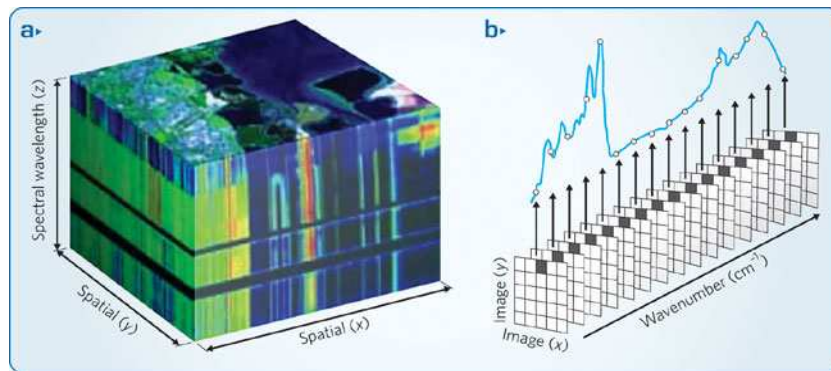 a▸
Spectral wavelength (z)
Spatial (y)
Spatial (x)
b▸
Image (y)
Image (x)
Wavenumber (cm⁻¹)